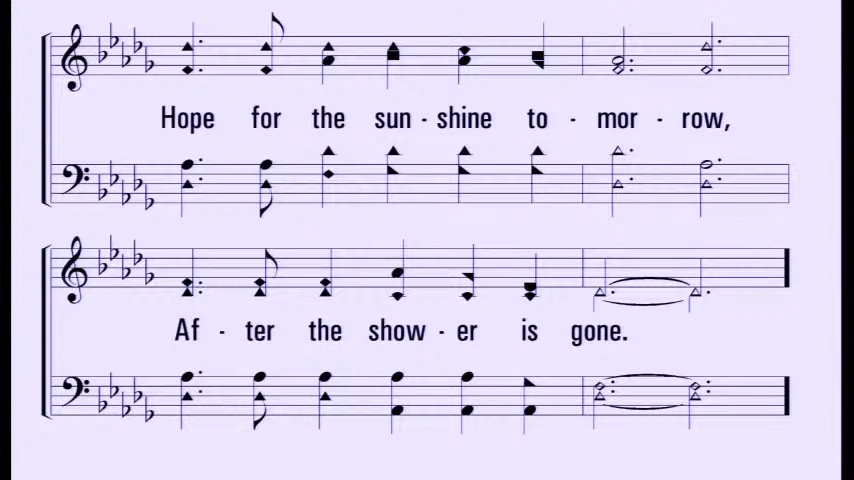 Hope for the sun - shine to - mor - row,
Af - ter the show - er is gone.